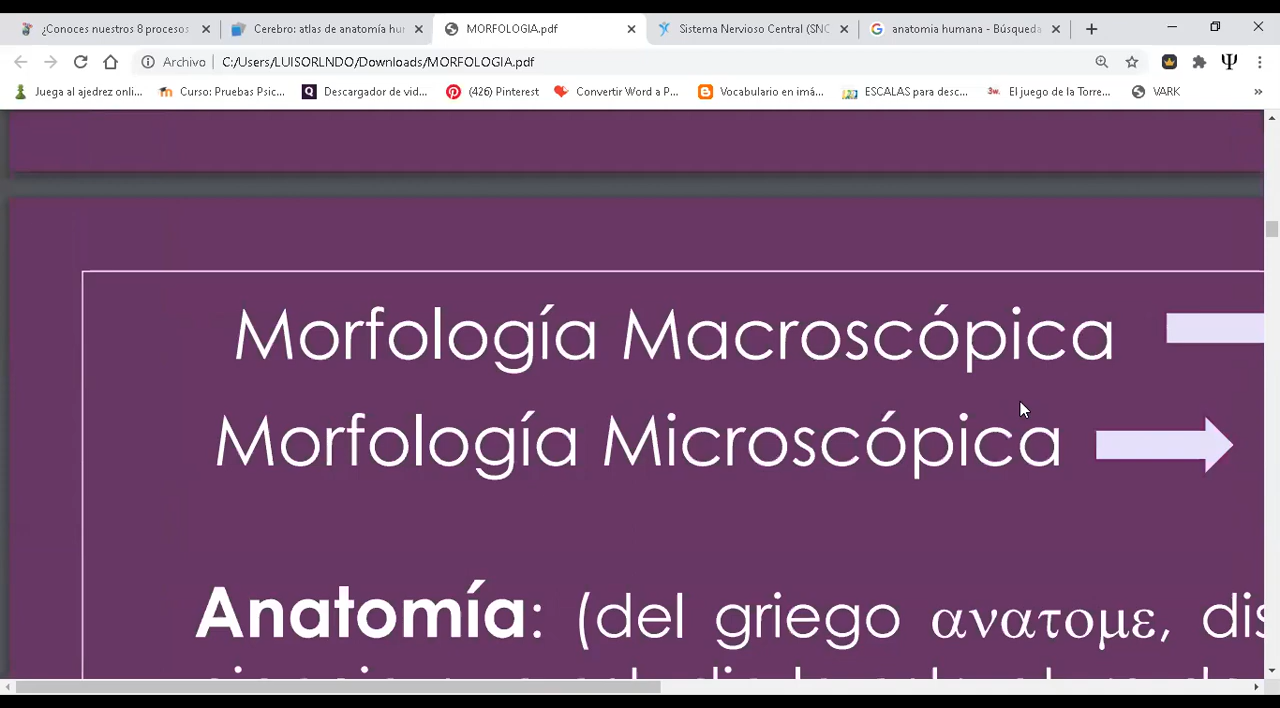 ¿Conoces nuestros 8 procesos
Cerebro: atlas de anatomía hu
MORFOLOGIA.pdf
Sistema Nervioso Central (SNC
anatomia humana - Búsqueda
Archivo
C:/Users/LUISORLNDO/Downloads/MORFOLOGIA.pdf
Juega al ajedrez onli...
Curso: Pruebas Psic...
Descargador de vid...
(426) Pinterest
Convertir Word a P...
Vocabulario en imá...
ESCALAS para desc...
El juego de la Torre...
VARK
Morfología Macroscópica
Morfología Microscópica
Anatomía: (del griego ανατομε, dis